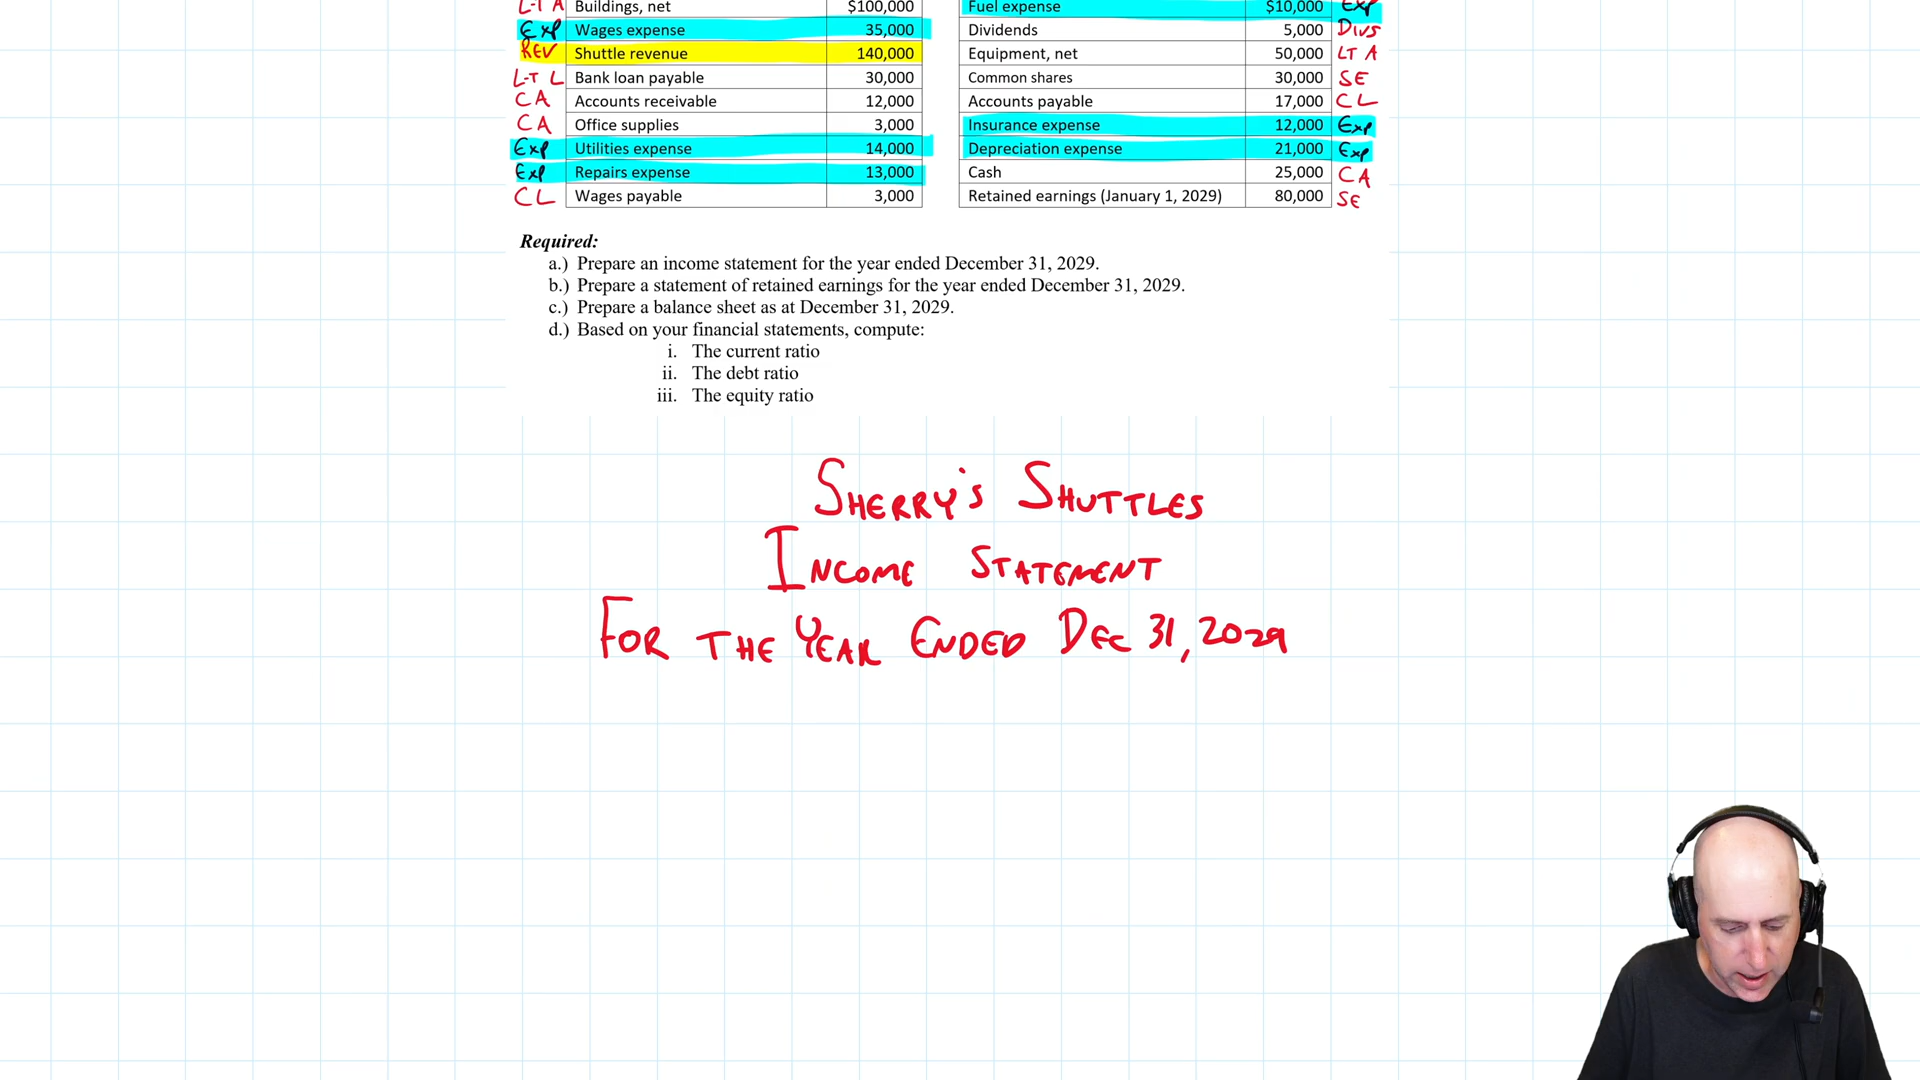 L-T A Buildings, net $100,000 Fuel expense $10,000 Exp
Exp Wages expense 35,000 Dividends 5,000 DIVS
REV Shuttle revenue 140,000 Equipment, net 50,000 LT A
L-T L Bank loan payable 30,000 Common shares 30,000 SE
CA Accounts receivable 12,000 Accounts payable 17,000 CL
CA Office supplies 3,000 Insurance expense 12,000 Exp
Exp Utilities expense 14,000 Depreciation expense 21,000 Exp
Exp Repairs expense 13,000 Cash 25,000 CA
CL Wages payable 3,000 Retained earnings (January 1, 2029) 80,000 SE
Required:
a.) Prepare an income statement for the year ended December 31, 2029.
b.) Prepare a statement of retained earnings for the year ended December 31, 2029.
c.) Prepare a balance sheet as at December 31, 2029.
d.) Based on your financial statements, compute:
i. The current ratio
ii. The debt ratio
iii. The equity ratio
SHERRY'S SHUTTLES
INCOME STATEMENT
FOR THE YEAR ENDED DEC 31, 2029